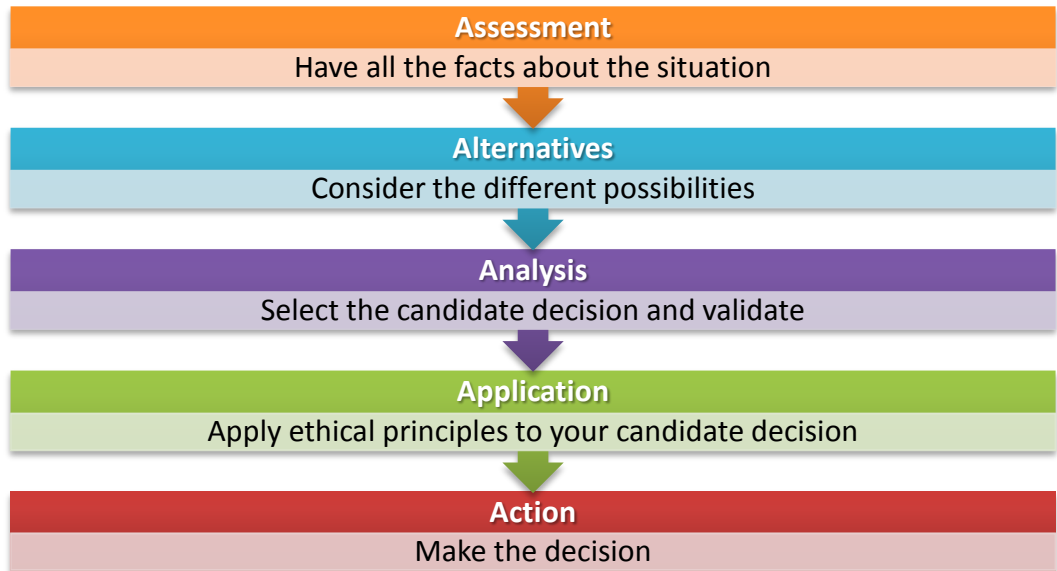 Assessment
Have all the facts about the situation
Alternatives
Consider the different possibilities
Analysis
Select the candidate decision and validate
Application
Apply ethical principles to your candidate decision
Action
Make the decision